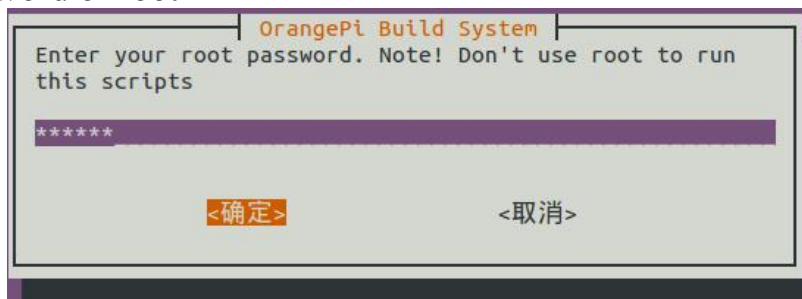 OrangePi Build System
Enter your root password. Note! Don't use root to run
this scripts
******
<确定> <取消>